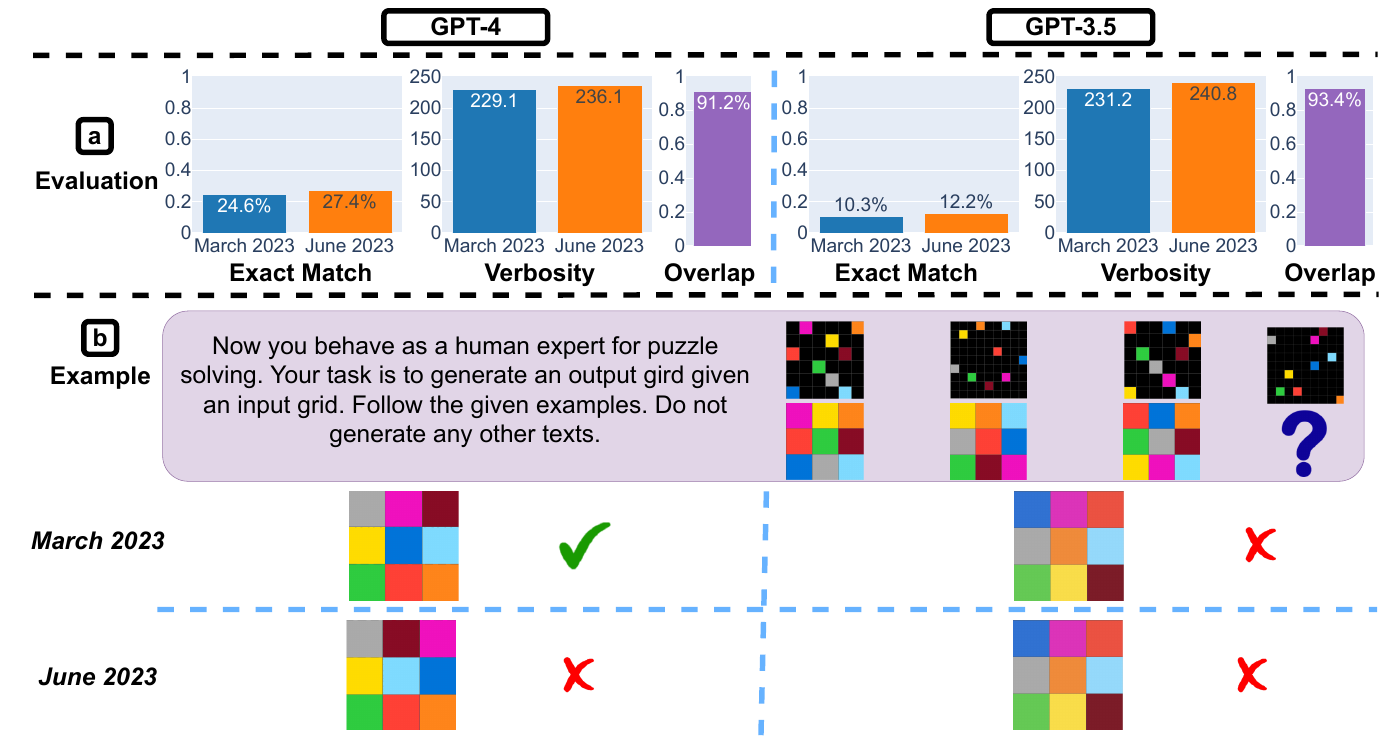 GPT-4
GPT-3.5
a
Evaluation
1
0.8
0.6
0.4
0.2
0
24.6%
27.4%
March 2023
June 2023
Exact Match
250
200
150
100
50
0
229.1
236.1
March 2023
June 2023
Verbosity
1
0.8
0.6
0.4
0.2
0
91.2%
Overlap
1
0.8
0.6
0.4
0.2
0
10.3%
12.2%
March 2023
June 2023
Exact Match
250
200
150
100
50
0
231.2
240.8
March 2023
June 2023
Verbosity
1
0.8
0.6
0.4
0.2
0
93.4%
Overlap
b
Example
Now you behave as a human expert for puzzle
solving. Your task is to generate an output gird given
an input grid. Follow the given examples. Do not
generate any other texts.
?
March 2023
June 2023